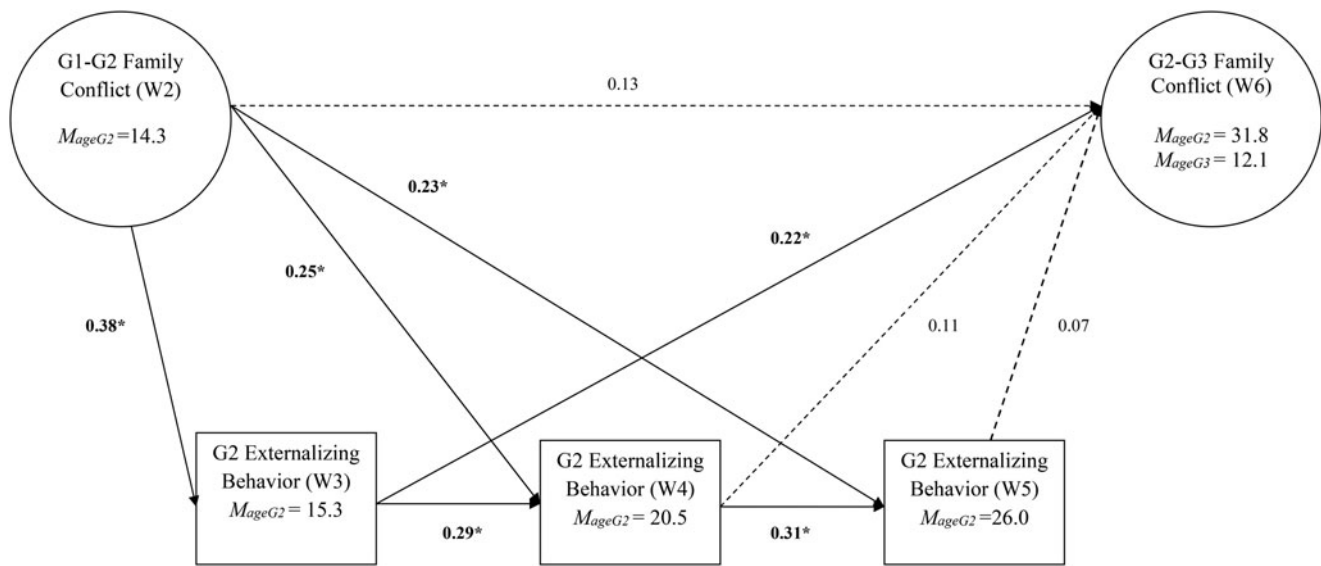 G1-G2 Family
Conflict (W2)
MageG2 =14.3
G2-G3 Family
Conflict (W6)
MageG2 = 31.8
MageG3 = 12.1
0.13
0.23*
0.22*
0.25*
0.38*
0.11
0.07
G2 Externalizing
Behavior (W3)
MageG2 = 15.3
G2 Externalizing
Behavior (W4)
MageG2 = 20.5
G2 Externalizing
Behavior (W5)
MageG2 =26.0
0.29*
0.31*